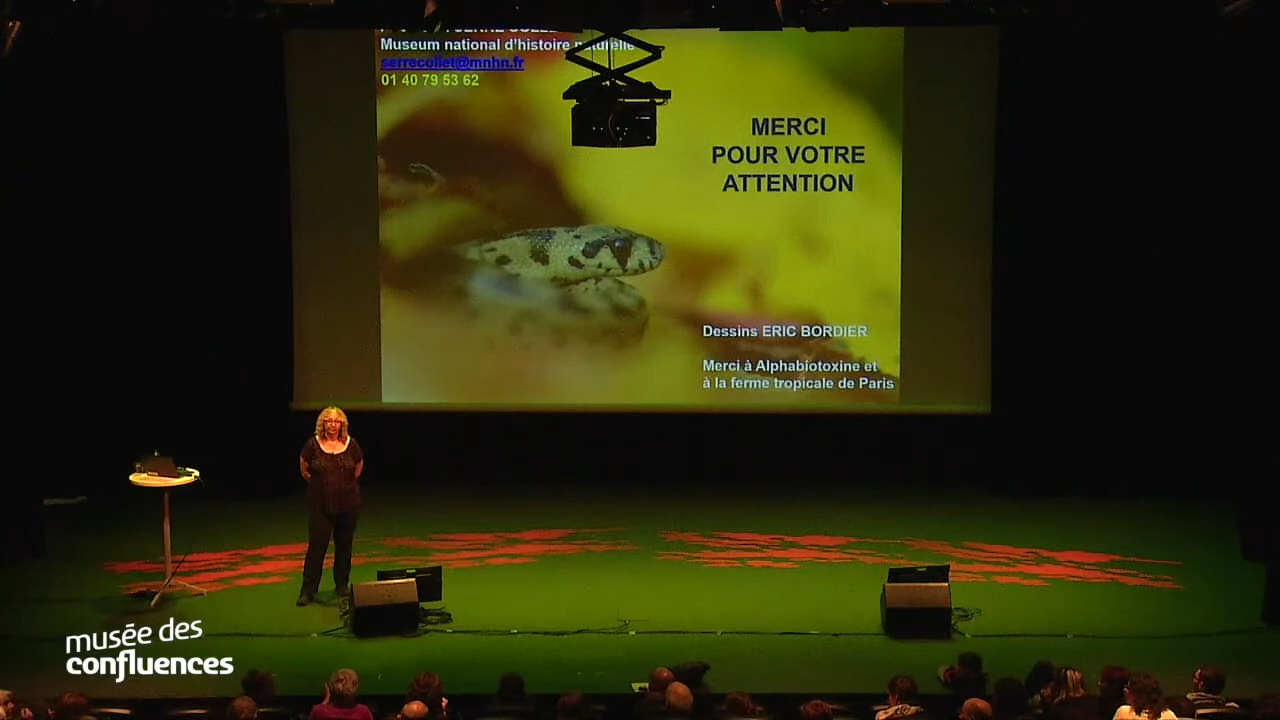 Museum national d'histoire naturelle
serrecollet@mnhn.fr
01 40 79 53 62
MERCI
POUR VOTRE
ATTENTION
Dessins ERIC BORDIER
Merci à Alphabiotoxine et
à la ferme tropicale de Paris
musée des
confluences